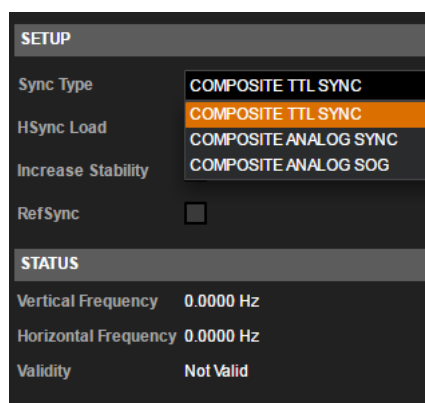 SETUP
Sync Type COMPOSITE TTL SYNC
COMPOSITE TTL SYNC
HSync Load
COMPOSITE ANALOG SYNC
COMPOSITE ANALOG SOG
Increase Stability
RefSync
STATUS
Vertical Frequency 0.0000 Hz
Horizontal Frequency 0.0000 Hz
Validity Not Valid